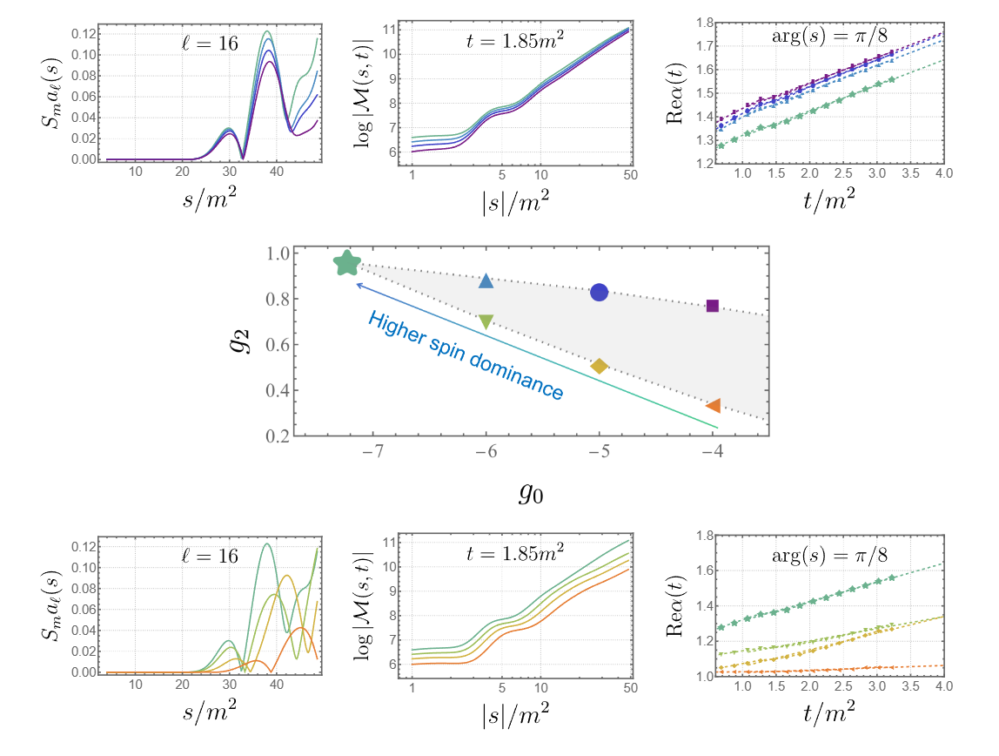 ℓ = 16
0.12
0.10
0.08
0.06
0.04
0.02
0.00
S_m a_ℓ(s)
10 20 30 40
s/m²
t = 1.85m²
11
10
9
8
7
6
log |ℳ(s, t)|
1 5 10 50
|s|/m²
arg(s) = π/8
1.8
1.7
1.6
1.5
1.4
1.3
1.2
Reα(t)
1.0 1.5 2.0 2.5 3.0 3.5 4.0
t/m²
1.0
0.8
0.6
0.4
0.2
g₂
Higher spin dominance
−7 −6 −5 −4
g₀
ℓ = 16
0.12
0.10
0.08
0.06
0.04
0.02
0.00
S_m a_ℓ(s)
10 20 30 40
s/m²
t = 1.85m²
11
10
9
8
7
6
log |ℳ(s, t)|
1 5 10 50
|s|/m²
arg(s) = π/8
1.8
1.6
1.4
1.2
1.0
Reα(t)
1.0 1.5 2.0 2.5 3.0 3.5 4.0
t/m²